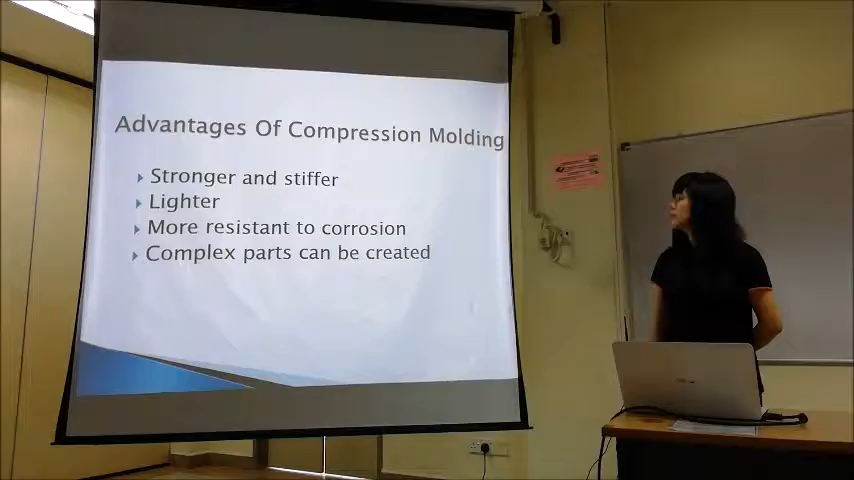 Advantages Of Compression Molding
Stronger and stiffer
Lighter
More resistant to corrosion
Complex parts can be created